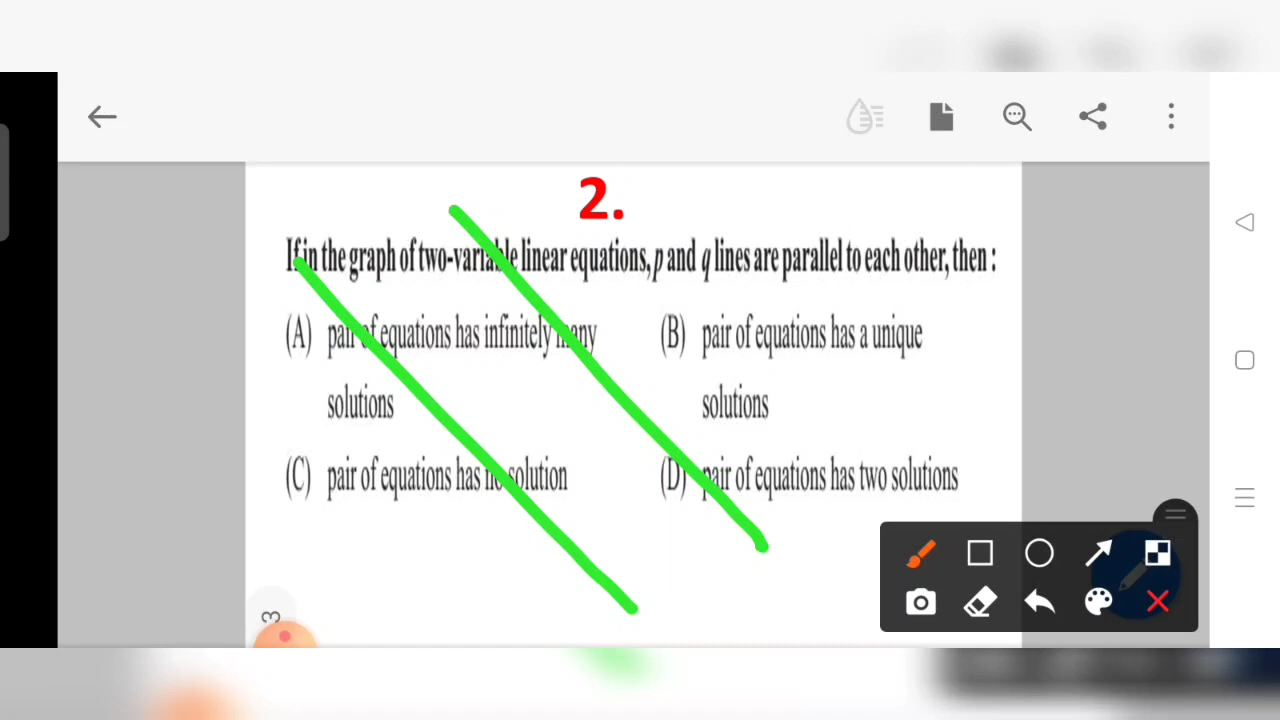 2.
If in the graph of two-variable linear equations, p and q lines are parallel to each other, then :
(A) pair of equations has infinitely many solutions
(B) pair of equations has a unique solutions
(C) pair of equations has no solution
(D) pair of equations has two solutions
3